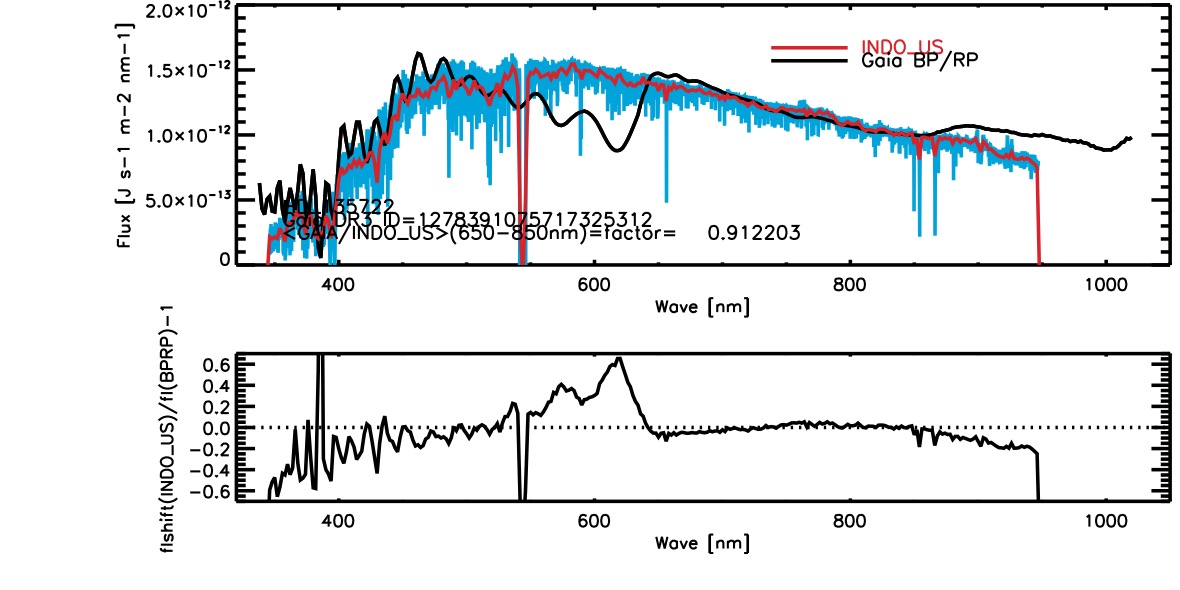 2.0×10⁻¹²
1.5×10⁻¹²
1.0×10⁻¹²
5.0×10⁻¹³
0
Flux [J s-1 m-2 nm-1]
INDO_US
Gaia BP/RP
35722
Gaia DR3 ID=1278391075717325312
<GAIA/INDO_US>(650-850nm)=factor= 0.912203
400 600 800 1000
Wave [nm]
flshift(INDO_US)/fl(BPRP)-1
0.6
0.4
0.2
0.0
-0.2
-0.4
-0.6
400 600 800 1000
Wave [nm]